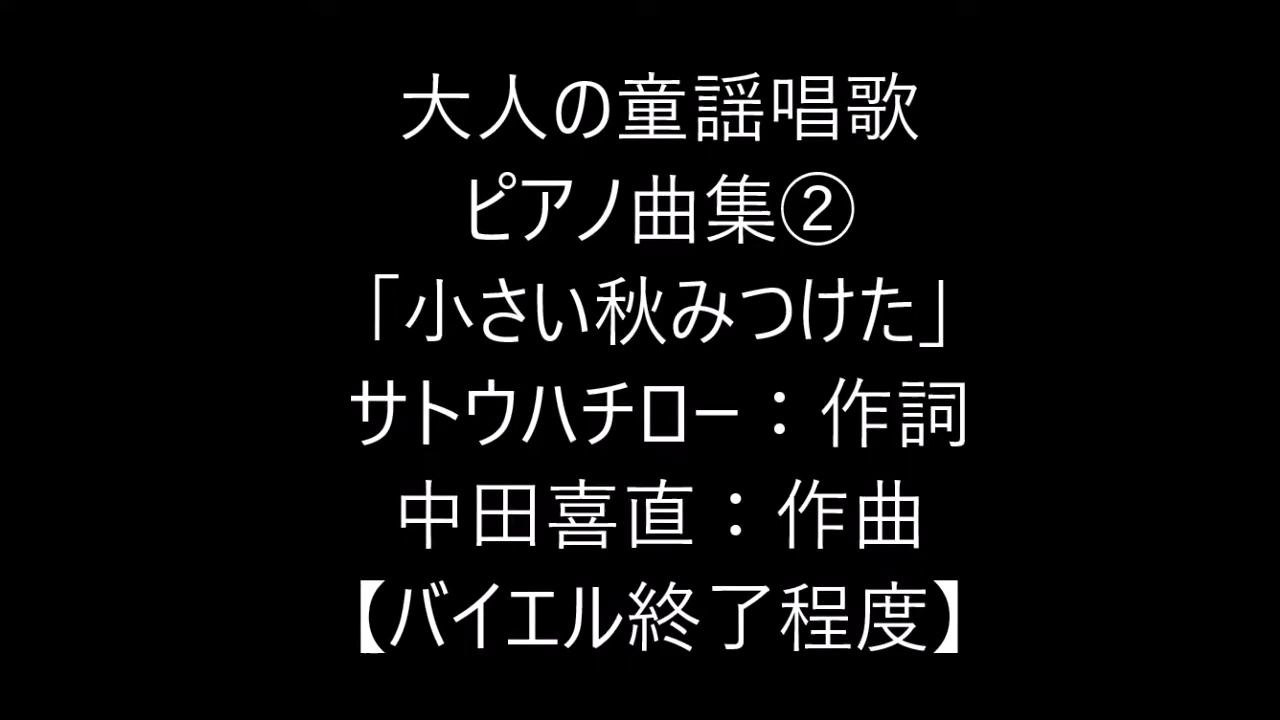 大人の童謡唱歌
ピアノ曲集②
「小さい秋みつけた」
サトウハチロー：作詞
中田喜直：作曲
【バイエル終了程度】